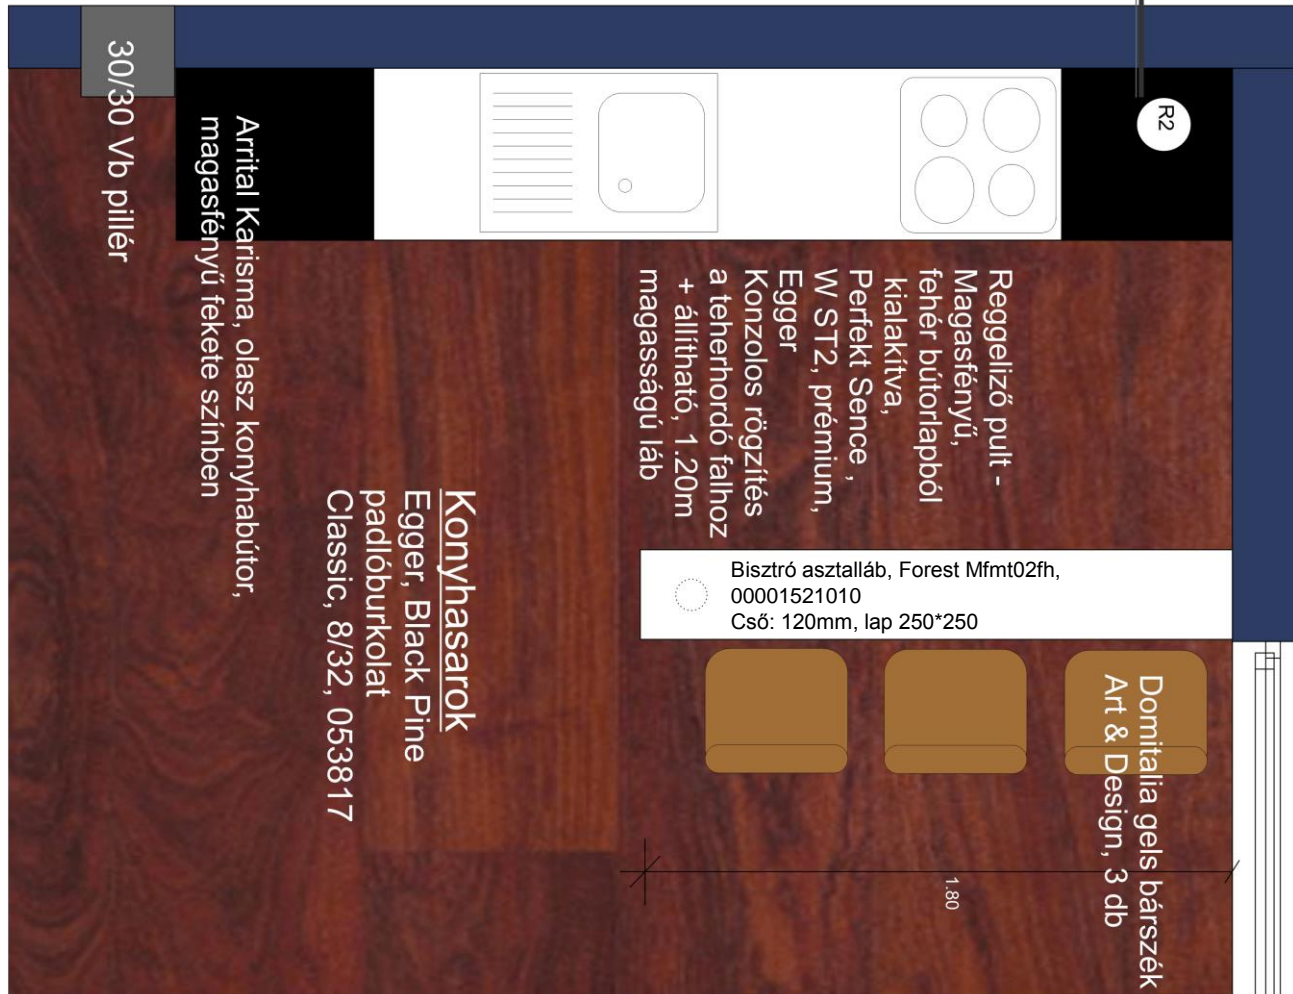 30/30 Vb pillér
Arrital Karisma, olasz konyhabútor,
magasfényű fekete színben
R2
Reggeliző pult -
Magasfényű,
fehér bútorlapból
kialakítva,
Perfekt Sence ,
W ST2, prémium,
Egger
Konzolos rögzítés
a teherhordó falhoz
+ állítható, 1.20m
magasságú láb
Konyhasarok
Egger, Black Pine
padlóburkolat
Classic, 8/32, 053817
Bisztró asztalláb, Forest Mfmt02fh,
00001521010
Cső: 120mm, lap 250*250
Domitalia gels bárszék
Art & Design, 3 db
1.80